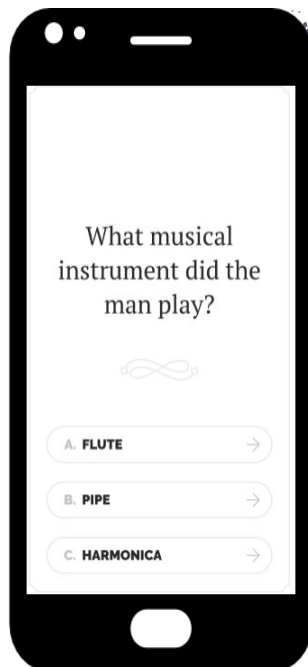 What musical
instrument did the
man play?
A. FLUTE
B. PIPE
C. HARMONICA